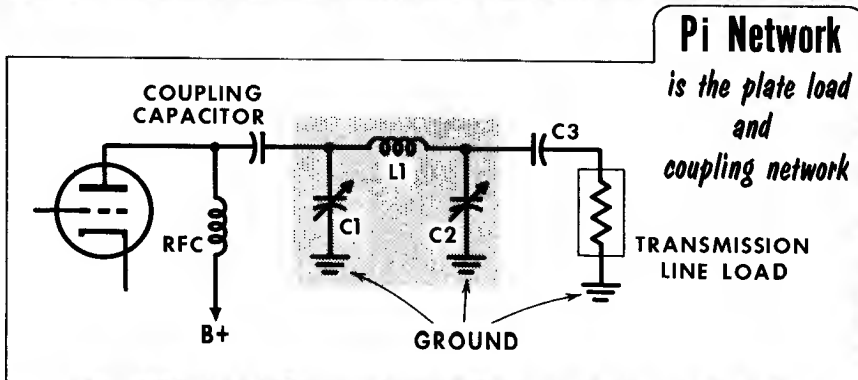 Pi Network
is the plate load
and
coupling network
COUPLING
CAPACITOR
C3
L1
C1
C2
RFC
TRANSMISSION
LINE LOAD
B+
GROUND